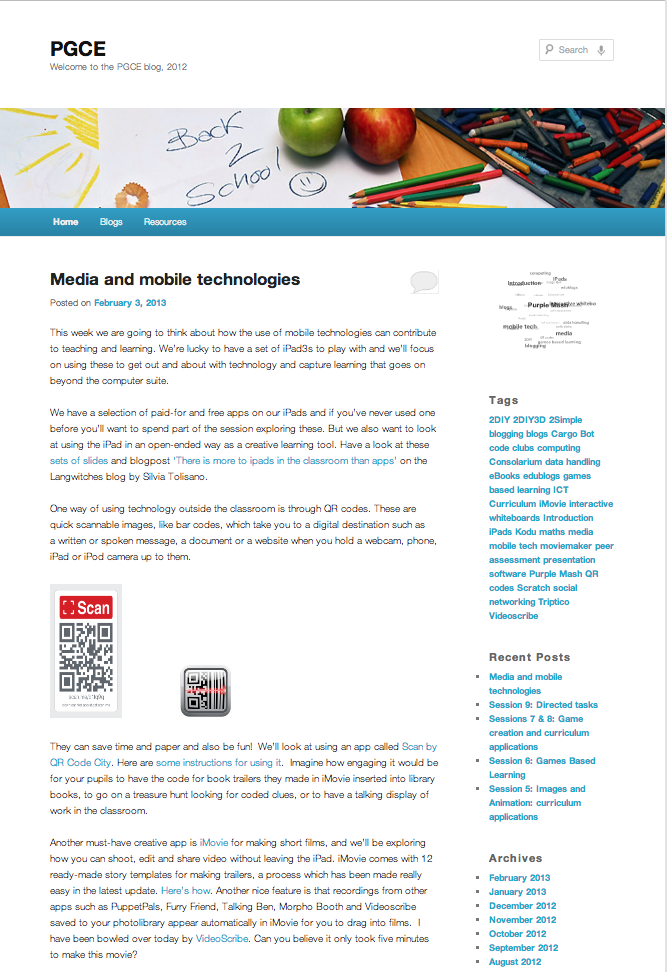 PGCE
Welcome to the PGCE blog, 2012
Search
Back
2
School
Home Blogs Resources
Media and mobile technologies
Posted on February 3, 2013
This week we are going to think about how the use of mobile technologies can contribute
to teaching and learning. We're lucky to have a set of iPad3s to play with and we'll focus
on using these to get out and about with technology and capture learning that goes on
beyond the computer suite.
We have a selection of paid-for and free apps on our iPads and if you've never used one
before you'll want to spend part of the session exploring these. But we also want to look
at using the iPad in an open-ended way as a creative learning tool. Have a look at these
sets of slides and blogpost 'There is more to ipads in the classroom than apps' on the
Langwitches blog by Silvia Tolisano.
One way of using technology outside the classroom is through QR codes. These are
quick scannable images, like bar codes, which take you to a digital destination such as
a written or spoken message, a document or a website when you hold a webcam, phone,
iPad or iPod camera up to them.
Scan
They can save time and paper and also be fun!  We'll look at using an app called Scan by
QR Code City. Here are some instructions for using it.  Imagine how engaging it would be
for your pupils to have the code for book trailers they made in iMovie inserted into library
books, to go on a treasure hunt looking for coded clues, or to have a talking display of
work in the classroom.
Another must-have creative app is iMovie for making short films, and we'll be exploring
how you can shoot, edit and share video without leaving the iPad. iMovie comes with 12
ready-made story templates for making trailers, a process which has been made really
easy in the latest update. Here's how. Another nice feature is that recordings from other
apps such as PuppetPals, Furry Friend, Talking Ben, Morpho Booth and Videoscribe
saved to your photolibrary appear automatically in iMovie for you to drag into films.  I
have been bowled over today by VideoScribe. Can you believe it only took five minutes
to make this movie?
computing
iPads
Introduction
edublogs
Purple Mash
interactive whitebo
blogs
mobile tech
data handling
media
games based learning
blogging
Tags
2DIY 2DIY3D 2Simple
blogging blogs Cargo Bot
code clubs computing
Consolarium data handling
eBooks edublogs games
based learning ICT
Curriculum iMovie interactive
whiteboards Introduction
iPads Kodu maths media
mobile tech moviemaker peer
assessment presentation
software Purple Mash QR
codes Scratch social
networking Triptico
Videoscribe
Recent Posts
Media and mobile
technologies
Session 9: Directed tasks
Sessions 7 & 8: Game
creation and curriculum
applications
Session 6: Games Based
Learning
Session 5: Images and
Animation: curriculum
applications
Archives
February 2013
January 2013
December 2012
November 2012
October 2012
September 2012
August 2012